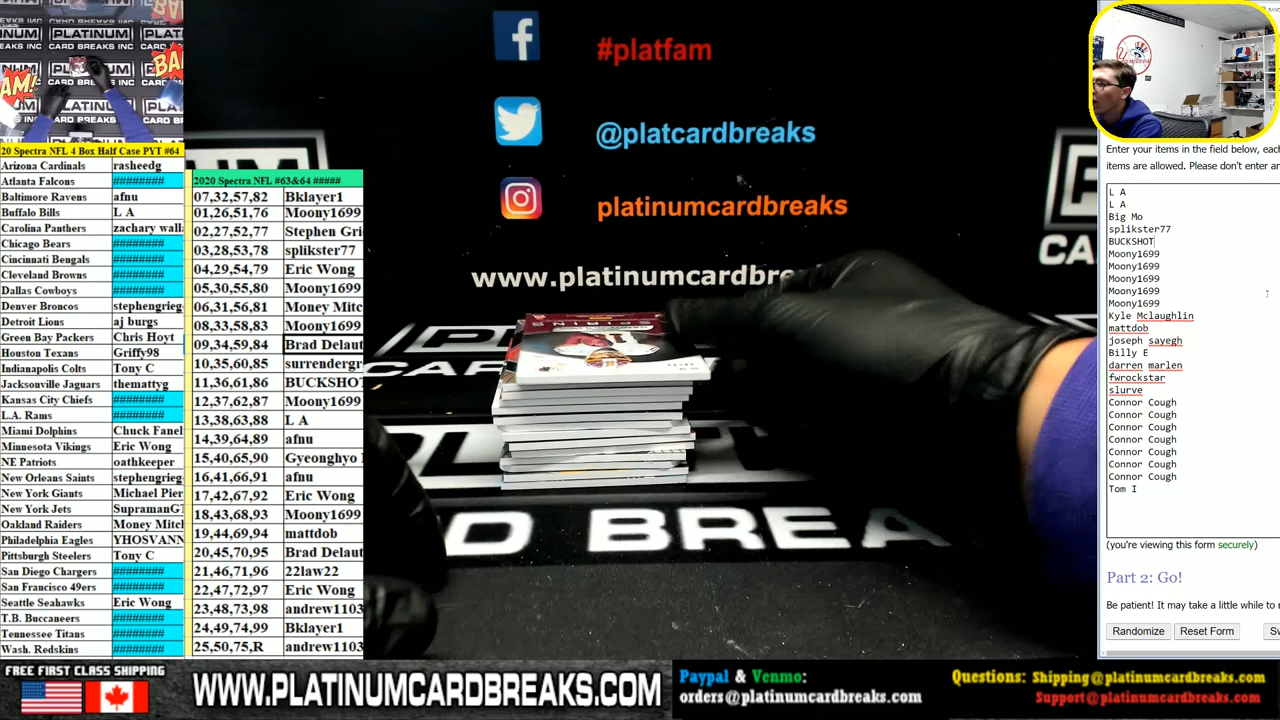 #platfam
@platcardbreaks
platinumcardbreaks
www.platinumcardbre
20 Spectra NFL 4 Box Half Case PYT #64
Arizona Cardinals rasheedg
Atlanta Falcons ########
Baltimore Ravens afnu
Buffalo Bills L A
Carolina Panthers zachary wall
Chicago Bears ########
Cincinnati Bengals ########
Cleveland Browns ########
Dallas Cowboys ########
Denver Broncos stephengrieg
Detroit Lions aj burgs
Green Bay Packers Chris Hoyt
Houston Texans Griffy98
Indianapolis Colts Tony C
Jacksonville Jaguars themattyg
Kansas City Chiefs ########
L.A. Rams ########
Miami Dolphins Chuck Fanel
Minnesota Vikings Eric Wong
NE Patriots oathkeeper
New Orleans Saints stephengrieg
New York Giants Michael Pier
New York Jets SupramanGT
Oakland Raiders Money Mitch
Philadelphia Eagles YHOSVANN
Pittsburgh Steelers Tony C
San Diego Chargers ########
San Francisco 49ers ########
Seattle Seahawks Eric Wong
T.B. Buccaneers ########
Tennessee Titans ########
Wash. Redskins ########
2020 Spectra NFL #63&64 #####
07,32,57,82 Bklayer1
01,26,51,76 Moony1699
02,27,52,77 Stephen Grie
03,28,53,78 splikster77
04,29,54,79 Eric Wong
05,30,55,80 Moony1699
06,31,56,81 Money Mitc
08,33,58,83 Moony1699
09,34,59,84 Brad Delaut
10,35,60,85 surrendergr
11,36,61,86 BUCKSHOT
12,37,62,87 Moony1699
13,38,63,88 L A
14,39,64,89 afnu
15,40,65,90 Gyeonghyo
16,41,66,91 afnu
17,42,67,92 Eric Wong
18,43,68,93 Moony1699
19,44,69,94 mattdob
20,45,70,95 Brad Delaut
21,46,71,96 22law22
22,47,72,97 Eric Wong
23,48,73,98 andrew1103
24,49,74,99 Bklayer1
25,50,75,R andrew1103
Enter your items in the field below, eac
items are allowed. Please don't enter a
L A
L A
Big Mo
splikster77
BUCKSHOT
Moony1699
Moony1699
Moony1699
Moony1699
Moony1699
Kyle Mclaughlin
mattdob
joseph sayegh
Billy E
darren marlen
fwrockstar
slurve
Connor Cough
Connor Cough
Connor Cough
Connor Cough
Connor Cough
Connor Cough
Connor Cough
Tom I
(you're viewing this form securely)
Part 2: Go!
Be patient! It may take a little while to
Randomize Reset Form
FREE FIRST CLASS SHIPPING
WWW.PLATINUMCARDBREAKS.COM
Paypal & Venmo:
orders@platinumcardbreaks.com
Questions: Shipping@platinumcardbreaks.com
Support@platinumcardbreaks.com